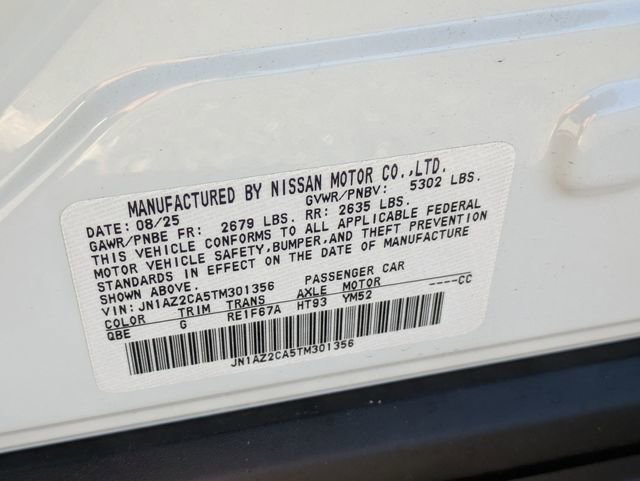 MANUFACTURED BY NISSAN MOTOR CO.,LTD.
DATE: 08/25 GVWR/PNBV: 5302 LBS.
GAWR/PNBE FR: 2679 LBS. RR: 2635 LBS.
THIS VEHICLE CONFORMS TO ALL APPLICABLE FEDERAL
MOTOR VEHICLE SAFETY,BUMPER,AND THEFT PREVENTION
STANDARDS IN EFFECT ON THE DATE OF MANUFACTURE
SHOWN ABOVE.
VIN: JN1AZ2CA5TM301356 PASSENGER CAR
COLOR TRIM TRANS AXLE MOTOR ----CC
QBE G RE1F67A HT93 YM52
JN1AZ2CA5TM301356